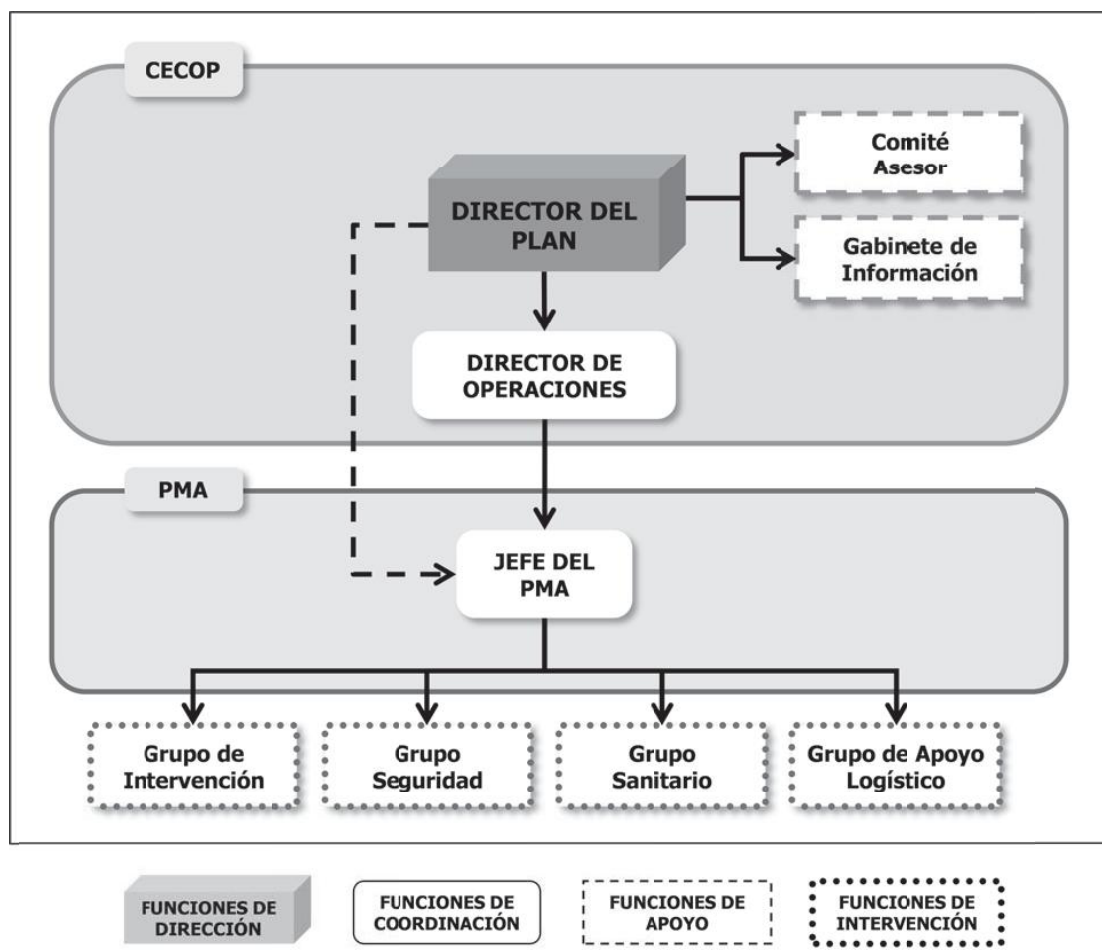 CECOP
Comité
Asesor
DIRECTOR DEL
PLAN
Gabinete de
Información
DIRECTOR DE
OPERACIONES
PMA
JEFE DEL
PMA
Grupo de
Intervención
Grupo
Seguridad
Grupo
Sanitario
Grupo de Apoyo
Logístico
FUNCIONES DE
DIRECCIÓN
FUNCIONES DE
COORDINACIÓN
FUNCIONES DE
APOYO
FUNCIONES DE
INTERVENCIÓN